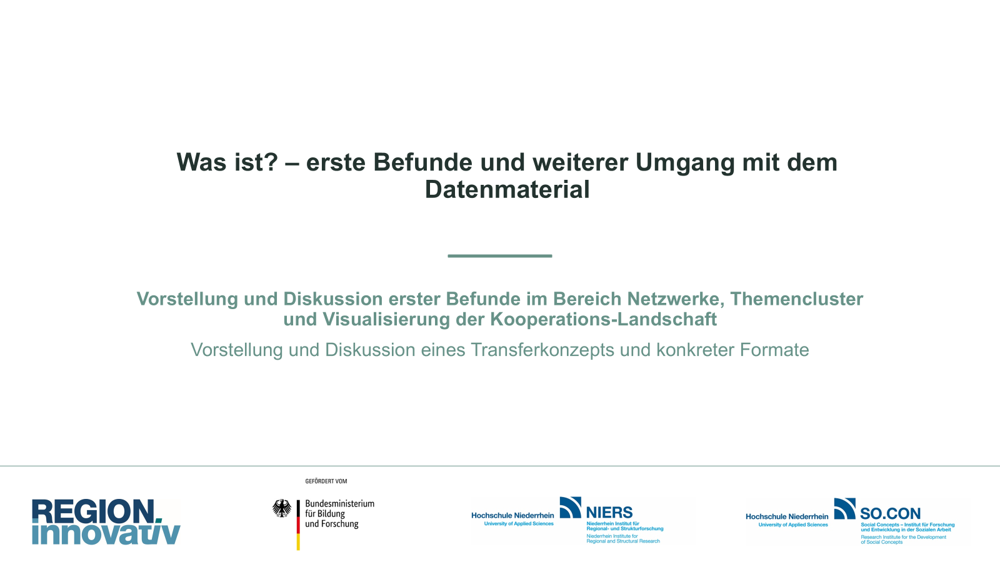 Was ist? – erste Befunde und weiterer Umgang mit dem
Datenmaterial
Vorstellung und Diskussion erster Befunde im Bereich Netzwerke, Themencluster
und Visualisierung der Kooperations-Landschaft
Vorstellung und Diskussion eines Transferkonzepts und konkreter Formate
REGION.
innovativ
GEFÖRDERT VOM
Bundesministerium
für Bildung
und Forschung
Hochschule Niederrhein
University of Applied Sciences
NIERS
Niederrhein Institut für
Regional- und Strukturforschung
Niederrhein Institute for
Regional and Structural Research
Hochschule Niederrhein
University of Applied Sciences
SO.CON
Social Concepts – Institut für Forschung
und Entwicklung in der Sozialen Arbeit
Research Institute for the Development
of Social Concepts